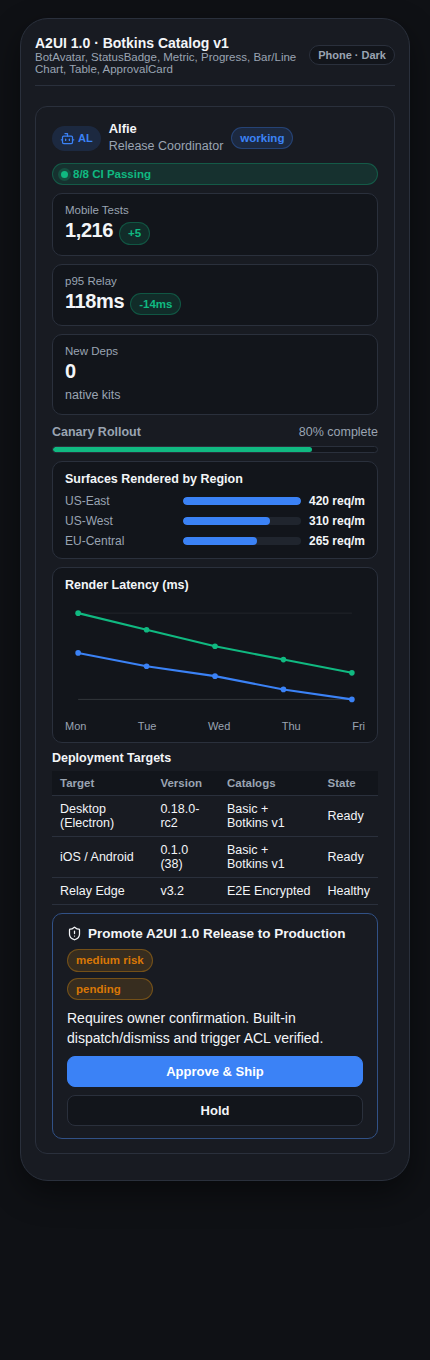 A2UI 1.0 · Botkins Catalog v1
BotAvatar, StatusBadge, Metric, Progress, Bar/Line
Chart, Table, ApprovalCard
Phone · Dark
AL
Alfie
Release Coordinator
working
8/8 CI Passing
Mobile Tests
1,216 +5
p95 Relay
118ms -14ms
New Deps
0
native kits
Canary Rollout 80% complete
Surfaces Rendered by Region
US-East 420 req/m
US-West 310 req/m
EU-Central 265 req/m
Render Latency (ms)
Mon Tue Wed Thu Fri
Deployment Targets
Target Version Catalogs State
Desktop (Electron) 0.18.0-rc2 Basic + Botkins v1 Ready
iOS / Android 0.1.0 (38) Basic + Botkins v1 Ready
Relay Edge v3.2 E2E Encrypted Healthy
Promote A2UI 1.0 Release to Production
medium risk
pending
Requires owner confirmation. Built-in
dispatch/dismiss and trigger ACL verified.
Approve & Ship
Hold